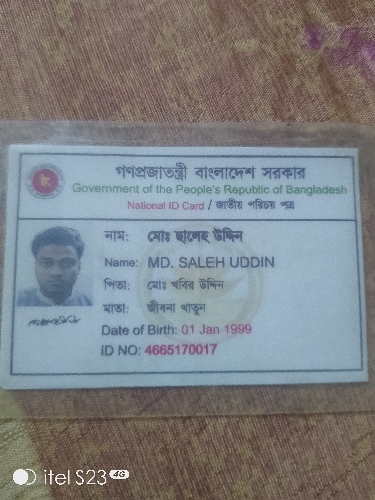 গণপ্রজাতন্ত্রী বাংলাদেশ সরকার
Government of the People's Republic of Bangladesh
National ID Card / জাতীয় পরিচয় পত্র
নাম: মোঃ ছালেহ উদ্দিন
Name: MD. SALEH UDDIN
পিতা: মোঃ খবির উদ্দিন
মাতা: জীবনা খাতুন
Date of Birth: 01 Jan 1999
ID NO: 4665170017
itel S23 4G